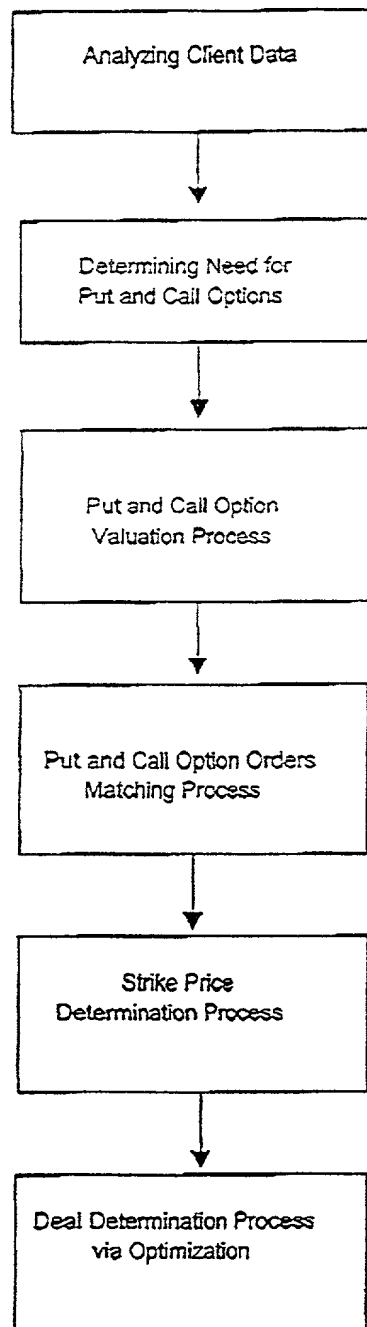 Analyzing Client Data
Determining Need for
Put and Call Options
Put and Call Option
Valuation Process
Put and Call Option Orders
Matching Process
Strike Price
Determination Process
Deal Determination Process
via Optimization